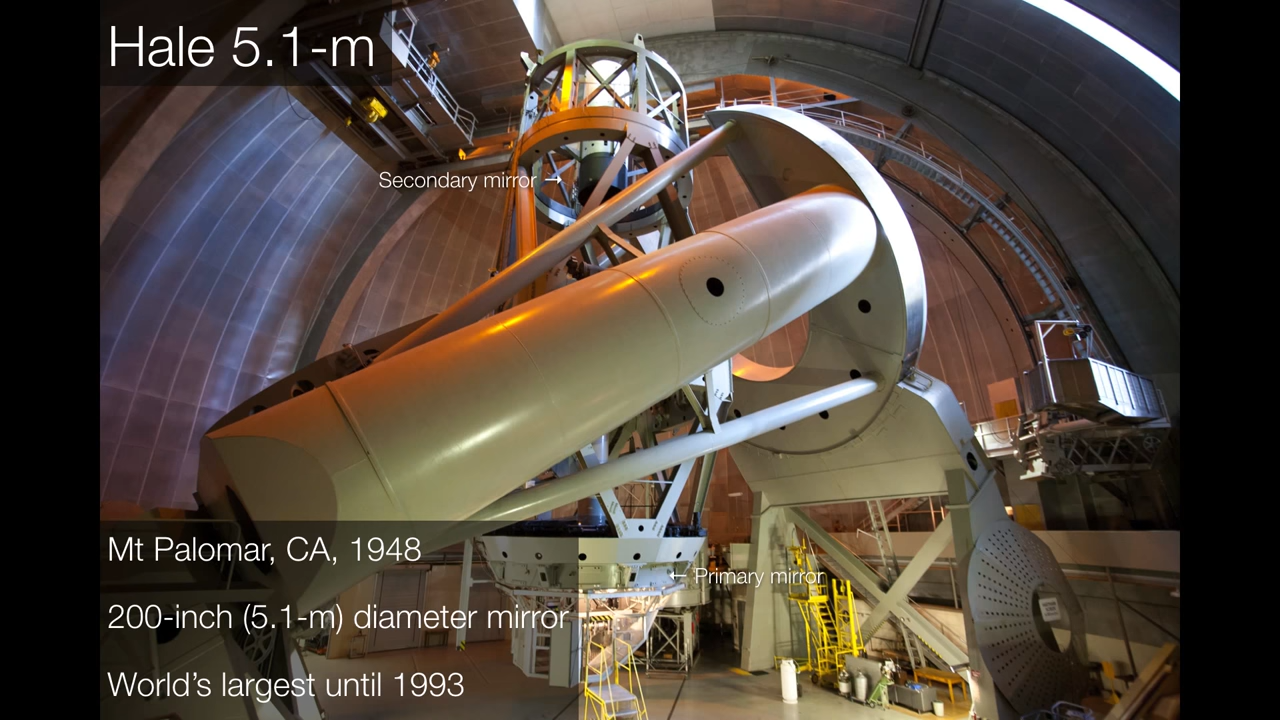 Hale 5.1-m
Secondary mirror →
Mt Palomar, CA, 1948
← Primary mirror
200-inch (5.1-m) diameter mirror
World’s largest until 1993